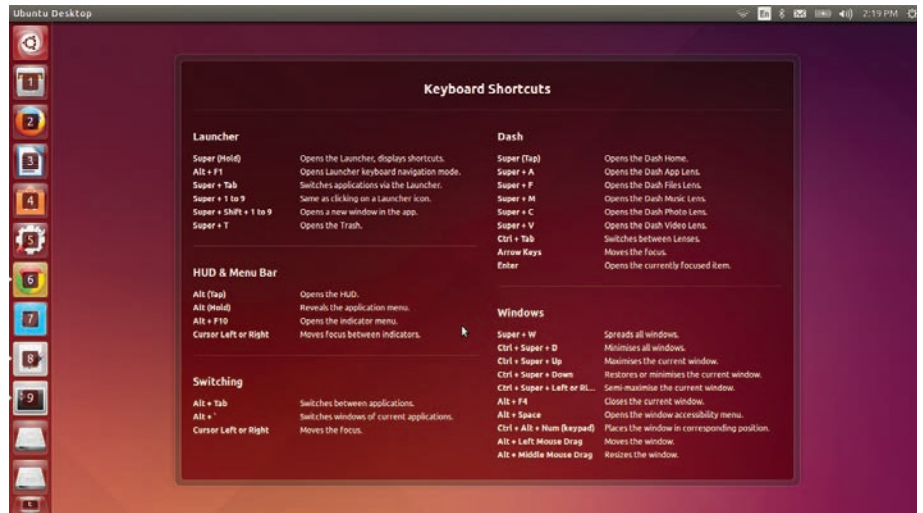 Ubuntu Desktop
En
2:19 PM
Keyboard Shortcuts
Launcher
Super (Hold) Opens the Launcher, displays shortcuts.
Alt + F1 Opens Launcher keyboard navigation mode.
Super + Tab Switches applications via the Launcher.
Super + 1 to 9 Same as clicking on a Launcher icon.
Super + Shift + 1 to 9 Opens a new window in the app.
Super + T Opens the Trash.
HUD & Menu Bar
Alt (Tap) Opens the HUD.
Alt (Hold) Reveals the application menu.
Alt + F10 Opens the indicator menu.
Cursor Left or Right Moves focus between indicators.
Switching
Alt + Tab Switches between applications.
Alt + ` Switches windows of current applications.
Cursor Left or Right Moves the focus.
Dash
Super (Tap) Opens the Dash Home.
Super + A Opens the Dash App Lens.
Super + F Opens the Dash Files Lens.
Super + M Opens the Dash Music Lens.
Super + C Opens the Dash Photo Lens.
Super + V Opens the Dash Video Lens.
Ctrl + Tab Switches between Lenses.
Arrow Keys Moves the focus.
Enter Opens the currently focused item.
Windows
Super + W Spreads all windows.
Ctrl + Super + D Minimises all windows.
Ctrl + Super + Up Maximises the current window.
Ctrl + Super + Down Restores or minimises the current window.
Ctrl + Super + Left or Ri... Semi-maximise the current window.
Alt + F4 Closes the current window.
Alt + Space Opens the window accessibility menu.
Ctrl + Alt + Num (keypad) Places the window in corresponding position.
Alt + Left Mouse Drag Moves the window.
Alt + Middle Mouse Drag Resizes the window.
1
2
3
4
5
6
7
8
9